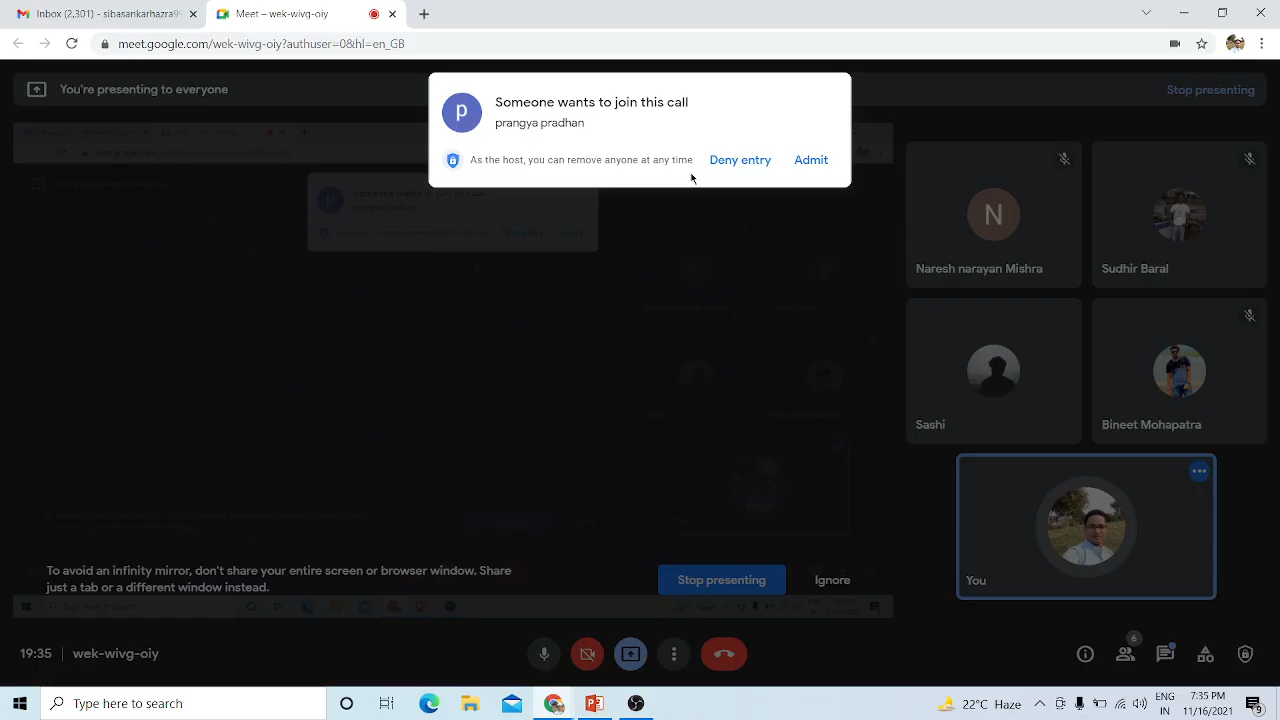 Inbox (2,301) - sibasankarhazra9
Meet – wek-wivg-oiy
meet.google.com/wek-wivg-oiy?authuser=0&hl=en_GB
You're presenting to everyone
Stop presenting
p
Someone wants to join this call
prangya pradhan
As the host, you can remove anyone at any time
Deny entry
Admit
N
Naresh narayan Mishra
Sudhir Baral
Sashi
Bineet Mohapatra
You
To avoid an infinity mirror, don't share your entire screen or browser window. Share
just a tab or a different window instead.
Stop presenting
Ignore
19:35 | wek-wivg-oiy
6
Type here to search
22°C Haze
ENG
IN
7:35 PM
11/16/2021
9